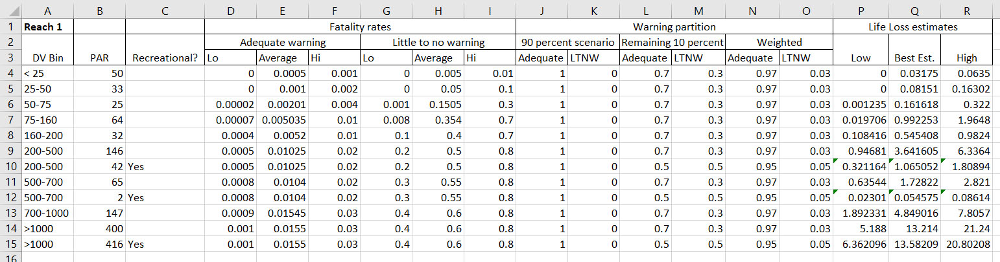 A B C D E F G H I J K L M N O P Q R
1 Reach 1 Fatality rates Warning partition Life Loss estimates
2 Adequate warning Little to no warning 90 percent scenario Remaining 10 percent Weighted
3 DV Bin PAR Recreational? Lo Average Hi Lo Average Hi Adequate LTNW Adequate LTNW Adequate LTNW Low Best Est. High
4 < 25 50 0 0.0005 0.001 0 0.005 0.01 1 0 0.7 0.3 0.97 0.03 0 0.03175 0.0635
5 25-50 33 0 0.001 0.002 0 0.05 0.1 1 0 0.7 0.3 0.97 0.03 0 0.08151 0.16302
6 50-75 25 0.00002 0.00201 0.004 0.001 0.1505 0.3 1 0 0.7 0.3 0.97 0.03 0.001235 0.161618 0.322
7 75-160 64 0.00007 0.005035 0.01 0.008 0.354 0.7 1 0 0.7 0.3 0.97 0.03 0.019706 0.992253 1.9648
8 160-200 32 0.0004 0.0052 0.01 0.1 0.4 0.7 1 0 0.7 0.3 0.97 0.03 0.108416 0.545408 0.9824
9 200-500 146 0.0005 0.01025 0.02 0.2 0.5 0.8 1 0 0.7 0.3 0.97 0.03 0.94681 3.641605 6.3364
10 200-500 42 Yes 0.0005 0.01025 0.02 0.2 0.5 0.8 1 0 0.5 0.5 0.95 0.05 0.321164 1.065052 1.80894
11 500-700 65 0.0008 0.0104 0.02 0.3 0.55 0.8 1 0 0.7 0.3 0.97 0.03 0.63544 1.72822 2.821
12 500-700 2 Yes 0.0008 0.0104 0.02 0.3 0.55 0.8 1 0 0.5 0.5 0.95 0.05 0.02301 0.054575 0.08614
13 700-1000 147 0.0009 0.01545 0.03 0.4 0.6 0.8 1 0 0.7 0.3 0.97 0.03 1.892331 4.849016 7.8057
14 >1000 400 0.001 0.0155 0.03 0.4 0.6 0.8 1 0 0.7 0.3 0.97 0.03 5.188 13.214 21.24
15 >1000 416 Yes 0.001 0.0155 0.03 0.4 0.6 0.8 1 0 0.5 0.5 0.95 0.05 6.362096 13.58209 20.80208
16